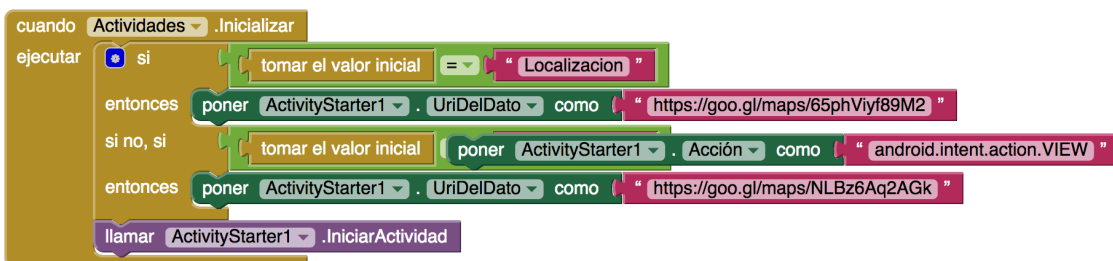 cuando Actividades .Inicializar
ejecutar si tomar el valor inicial = " Localizacion "
entonces poner ActivityStarter1 . UriDelDato como " https://goo.gl/maps/65phViyf89M2 "
si no, si tomar el valor inicial poner ActivityStarter1 . Acción como " android.intent.action.VIEW "
entonces poner ActivityStarter1 . UriDelDato como " https://goo.gl/maps/NLBz6Aq2AGk "
llamar ActivityStarter1 .IniciarActividad